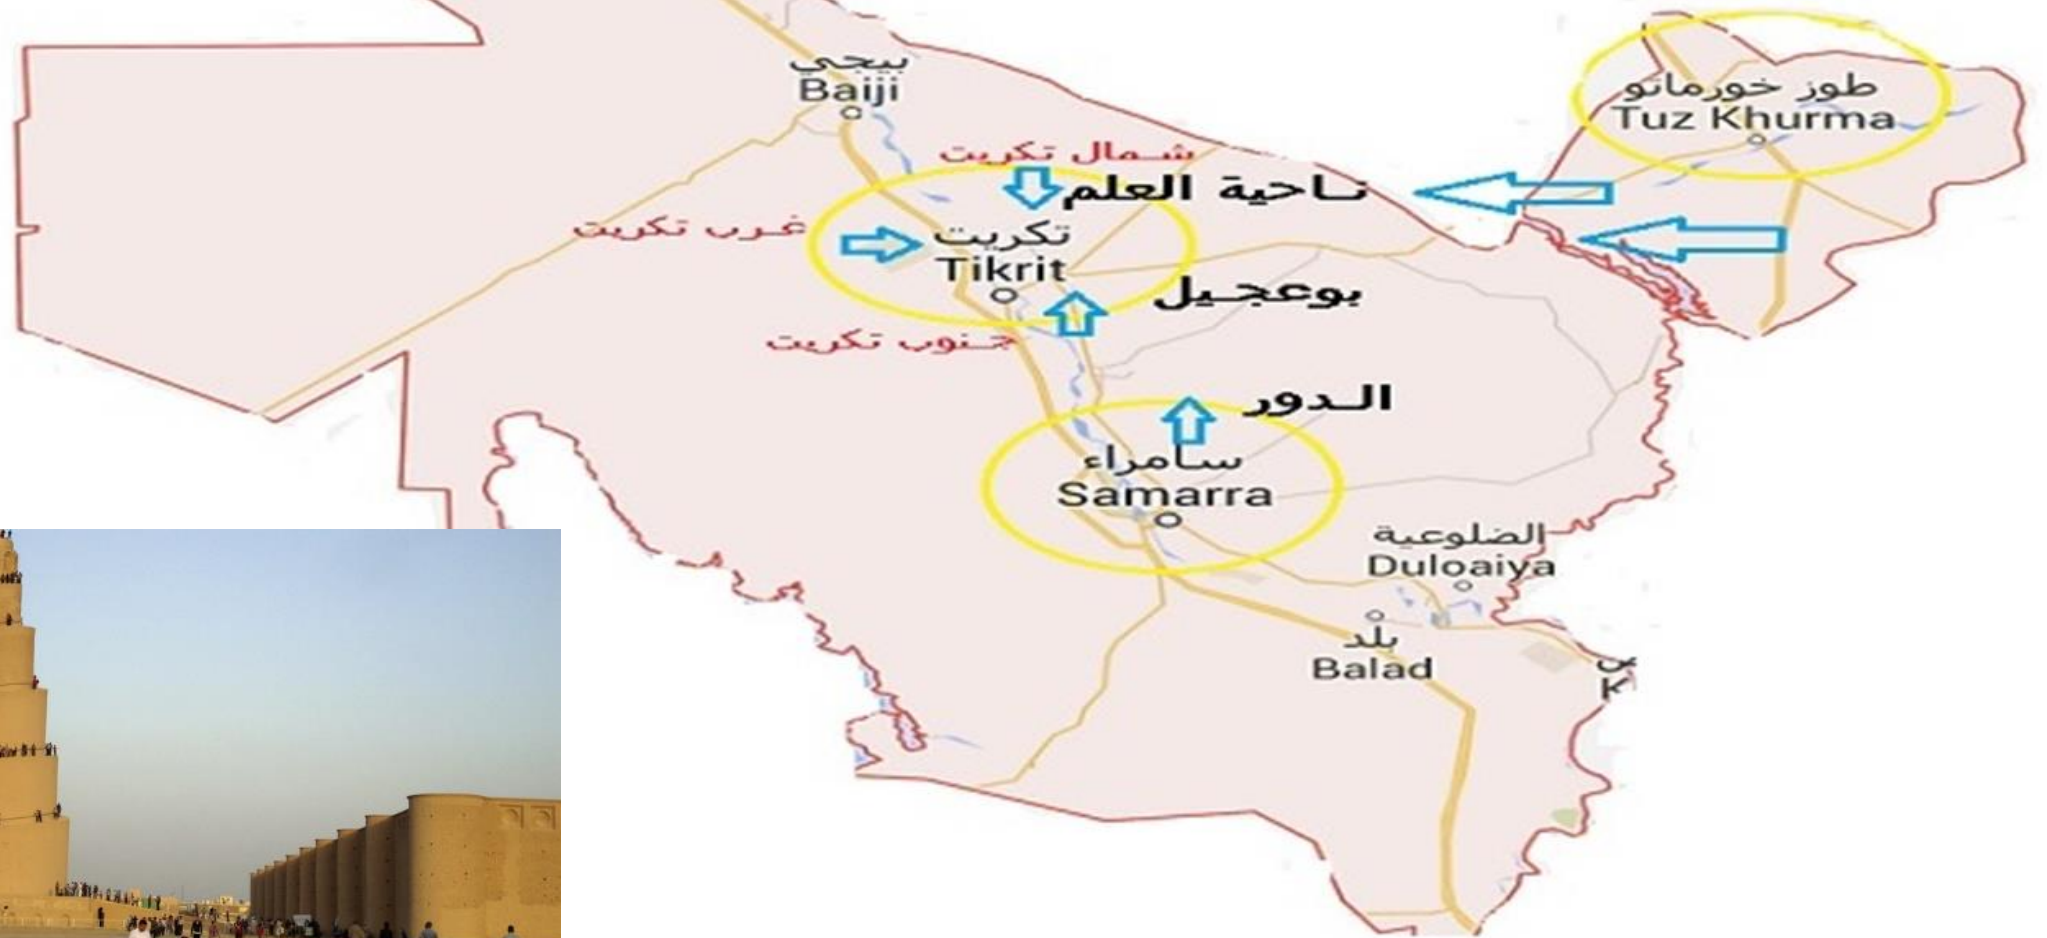 بيجي
Baiji
طوز خورماتو
Tuz Khurma
شمال تكريت
ناحية العلم
غرب تكريت
تكريت
Tikrit
بوعجيل
جنوب تكريت
الدور
سامراء
Samarra
الضلوعية
Duloaiya
بلد
Balad